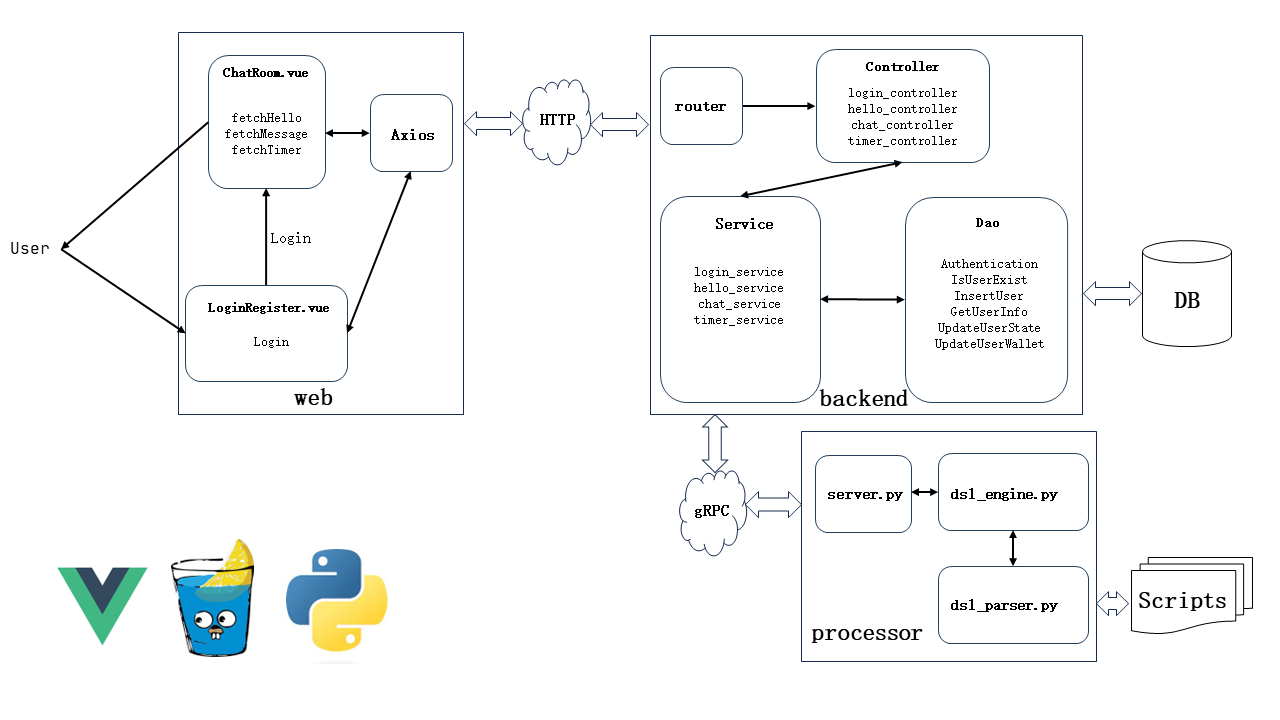 User
ChatRoom.vue
fetchHello
fetchMessage
fetchTimer
Axios
Login
LoginRegister.vue
Login
web
HTTP
router
Controller
login_controller
hello_controller
chat_controller
timer_controller
Service
login_service
hello_service
chat_service
timer_service
Dao
Authentication
IsUserExist
InsertUser
GetUserInfo
UpdateUserState
UpdateUserWallet
backend
DB
gRPC
server.py
dsl_engine.py
dsl_parser.py
processor
Scripts